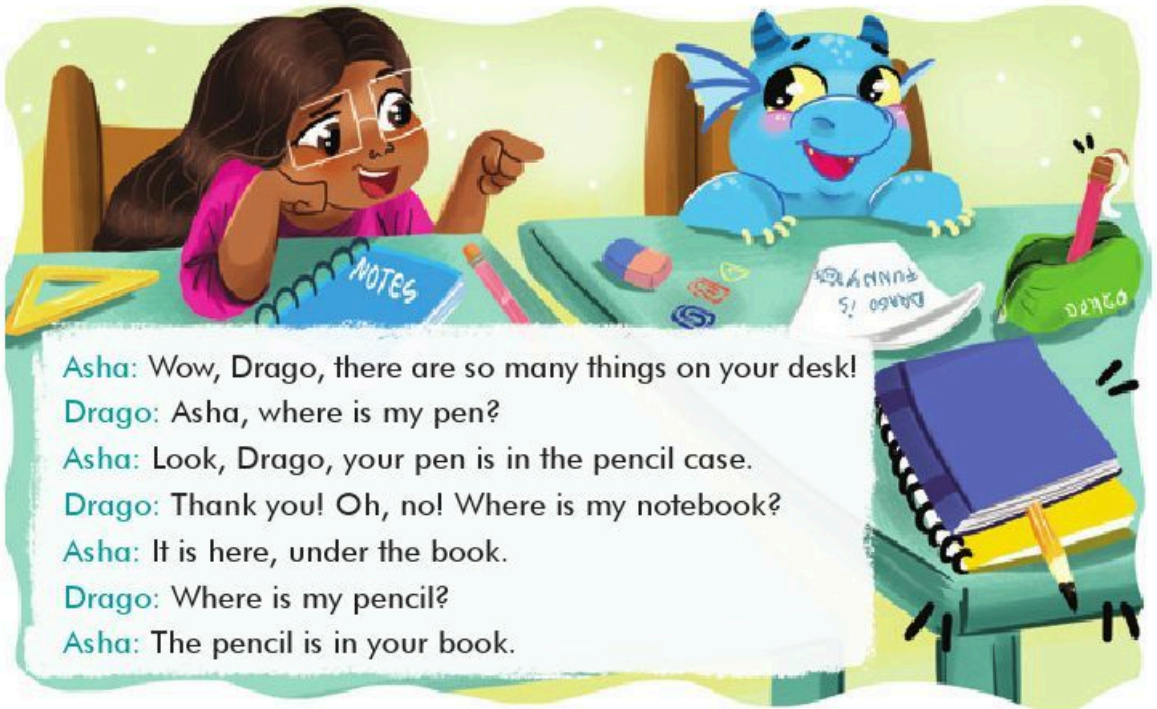 NOTES
DRAGO IS
FUNNY
DRAGO
Asha: Wow, Drago, there are so many things on your desk!
Drago: Asha, where is my pen?
Asha: Look, Drago, your pen is in the pencil case.
Drago: Thank you! Oh, no! Where is my notebook?
Asha: It is here, under the book.
Drago: Where is my pencil?
Asha: The pencil is in your book.